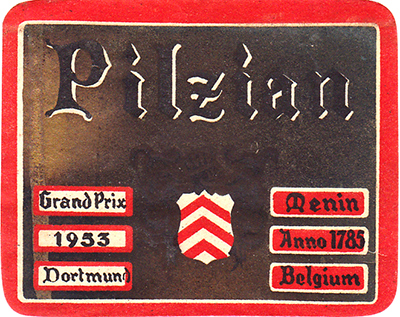 Pilzian
Grand Prix
1953
Dortmund
Menin
Anno 1785
Belgium